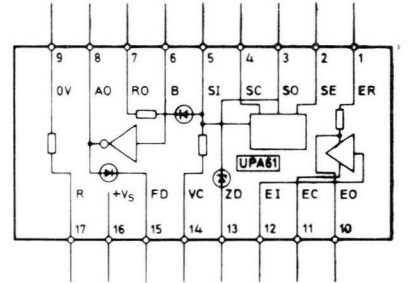 9 8 7 6 5 4 3 2 1
0V AO RO B SI SC SO SE ER
UPA61
R +VS FD VC ZD EI EC EO
17 16 15 14 13 12 11 10